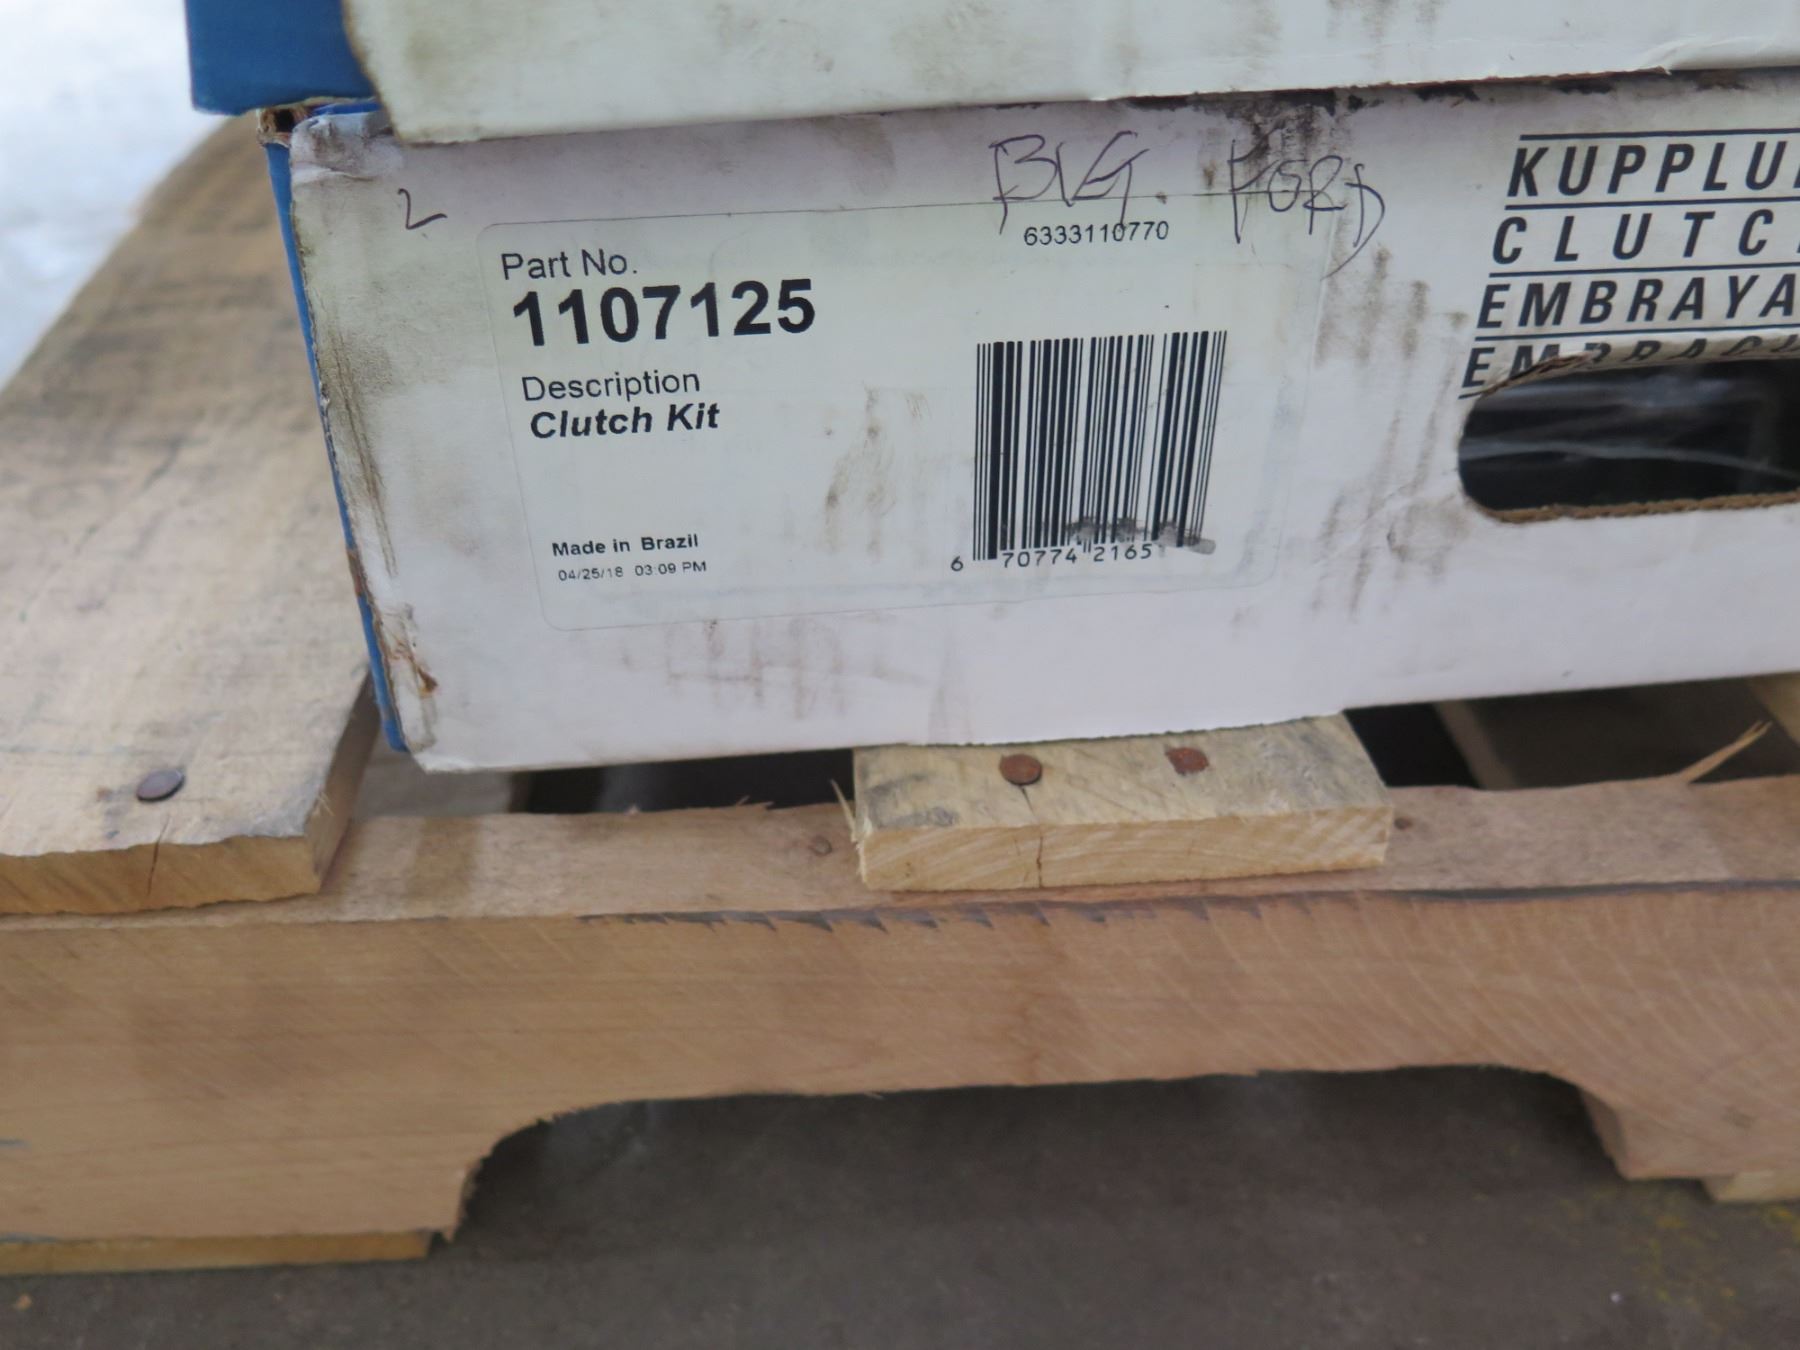 2
BIG FORD
6333110770
Part No.
1107125
Description
Clutch Kit
Made in Brazil
04/25/18 03:09 PM
6 70774 2165
KUPPLU
CLUTC
EMBRAYA